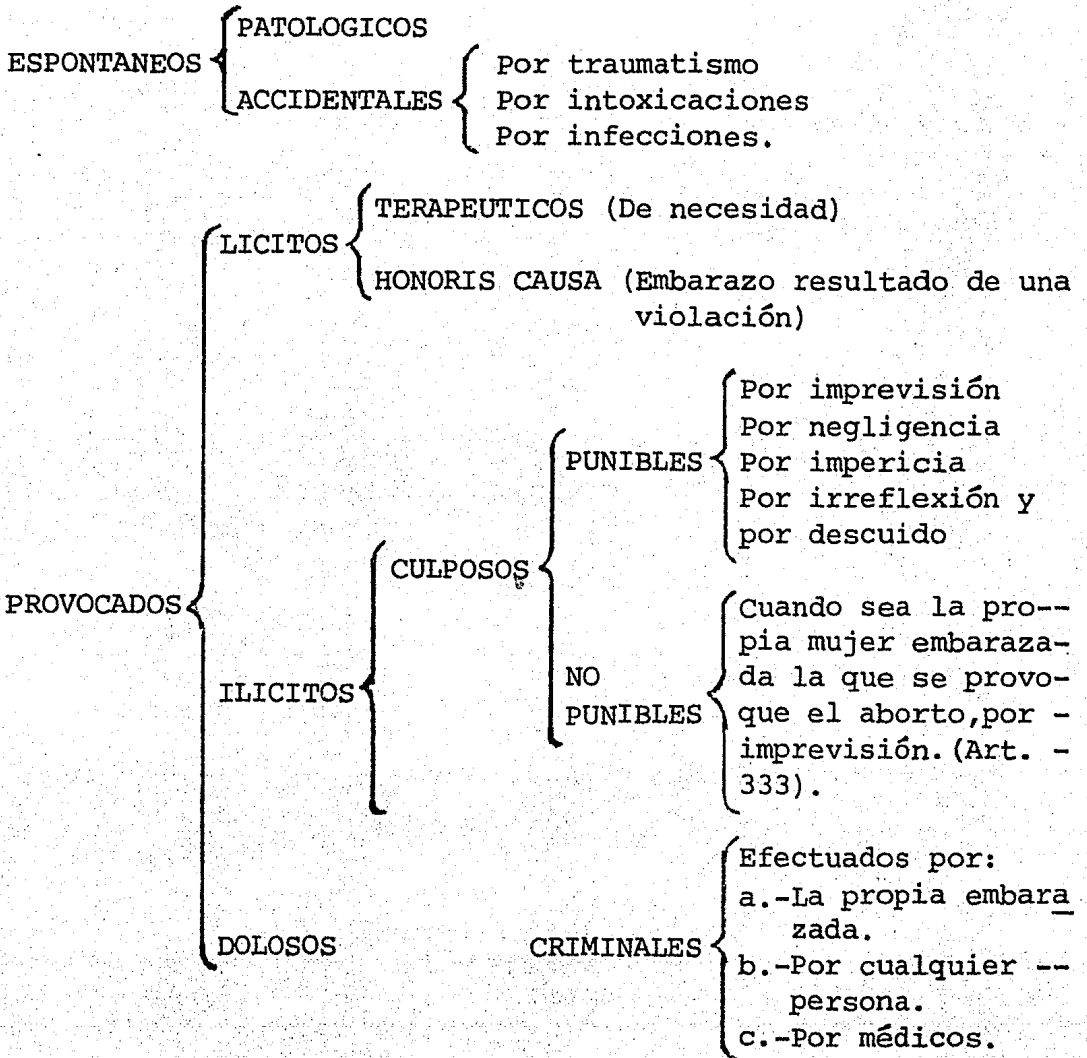 ESPONTANEOS
PATOLOGICOS
ACCIDENTALES
Por traumatismo
Por intoxicaciones
Por infecciones.
PROVOCADOS
LICITOS
TERAPEUTICOS (De necesidad)
HONORIS CAUSA (Embarazo resultado de una
violación)
ILICITOS
CULPOSOS
PUNIBLES
Por imprevisión
Por negligencia
Por impericia
Por irreflexión y
por descuido
NO
PUNIBLES
Cuando sea la pro--
pia mujer embaraza-
da la que se provo-
que el aborto,por -
imprevisión.(Art. -
333).
DOLOSOS
CRIMINALES
Efectuados por:
a.-La propia embara
zada.
b.-Por cualquier --
persona.
c.-Por médicos.